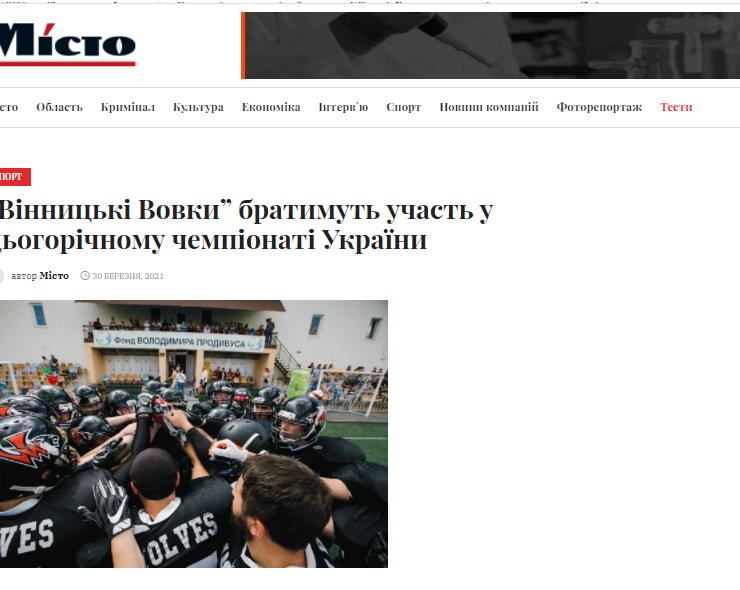 Місто
сто Область Кримінал Культура Економіка Інтерв`ю Спорт Новини компаній Фоторепортаж Тести
ПОРТ
Вінницькі Вовки” братимуть участь у
цьогорічному чемпіонаті України
автор Місто 30 БЕРЕЗНЯ, 2021
Фонд ВОЛОДИМИРА ПРОДИВУСА
VES
OLVES